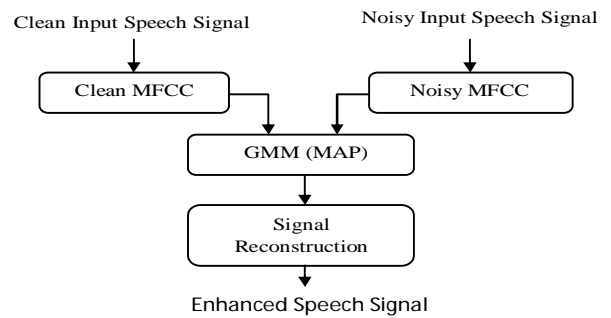 Clean Input Speech Signal
Noisy Input Speech Signal
Clean MFCC
Noisy MFCC
GMM (MAP)
Signal
Reconstruction
Enhanced Speech Signal